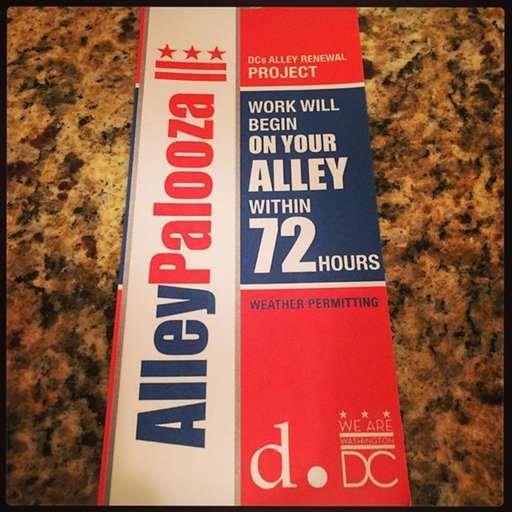 AlleyPalooza
DCs ALLEY RENEWAL
PROJECT
WORK WILL
BEGIN
ON YOUR
ALLEY
WITHIN
72 HOURS
WEATHER PERMITTING
d.
WE ARE
WASHINGTON
DC